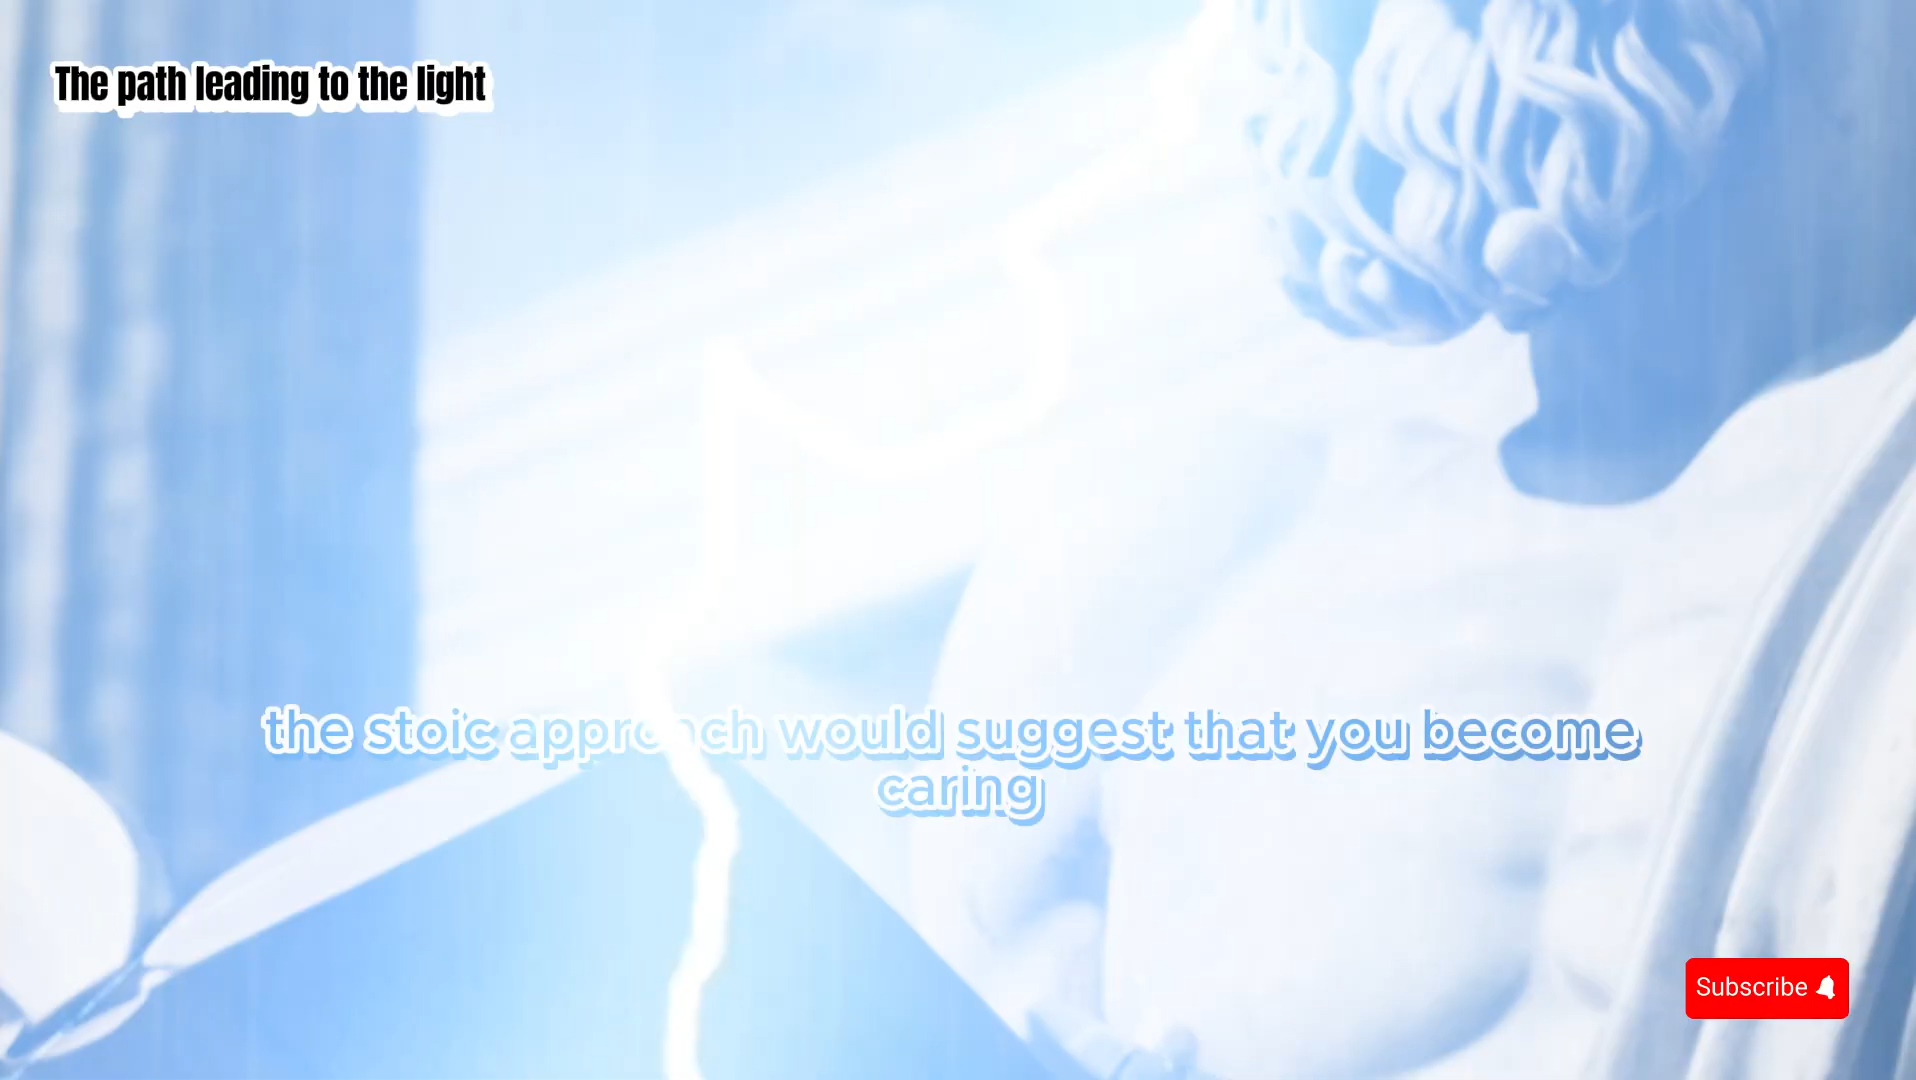 The path leading to the light
the stoic approach would suggest that you become
caring
Subscribe